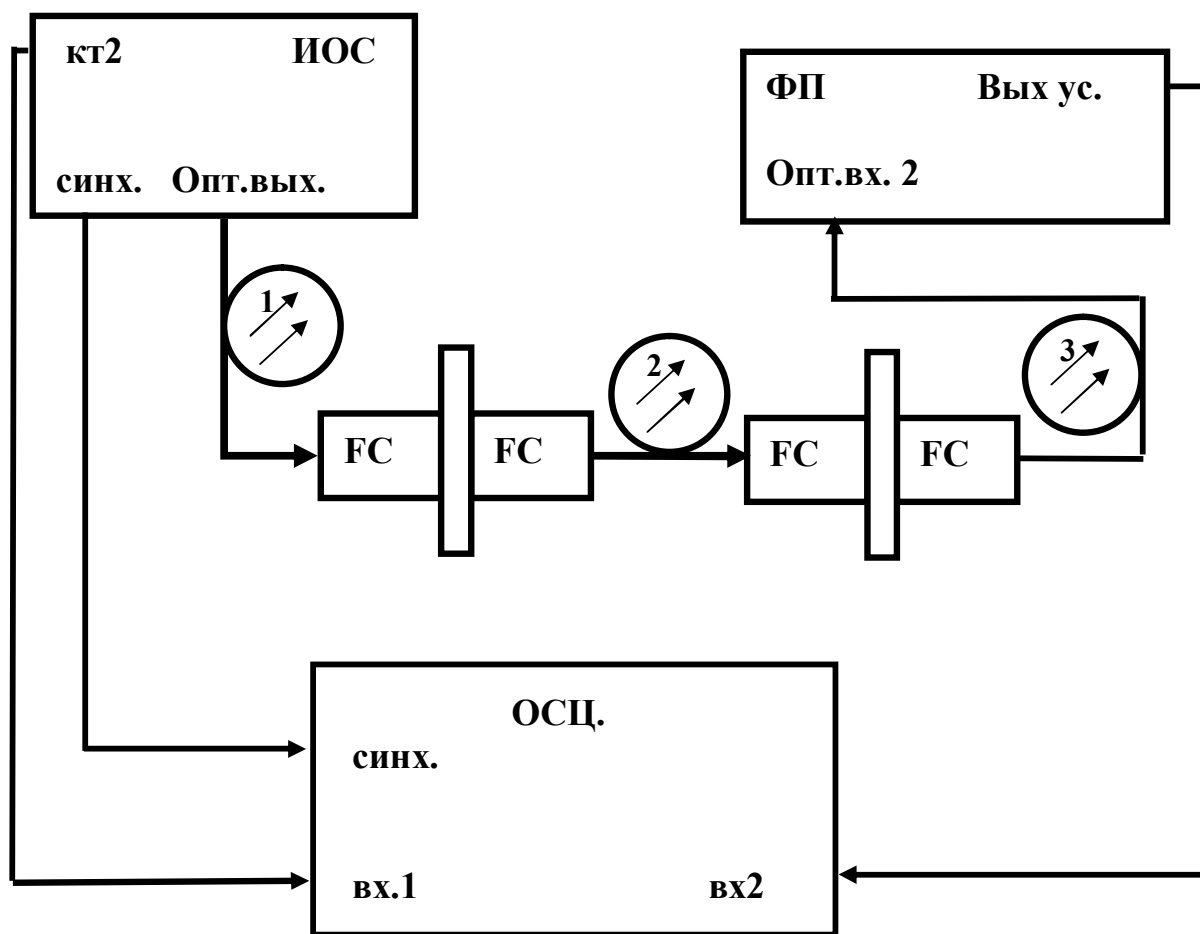 кт2 ИОС
синх. Опт.вых.
ФП Вых ус.
Опт.вх. 2
1
2
3
FC FC
FC FC
ОСЦ.
синх.
вх.1 вх2